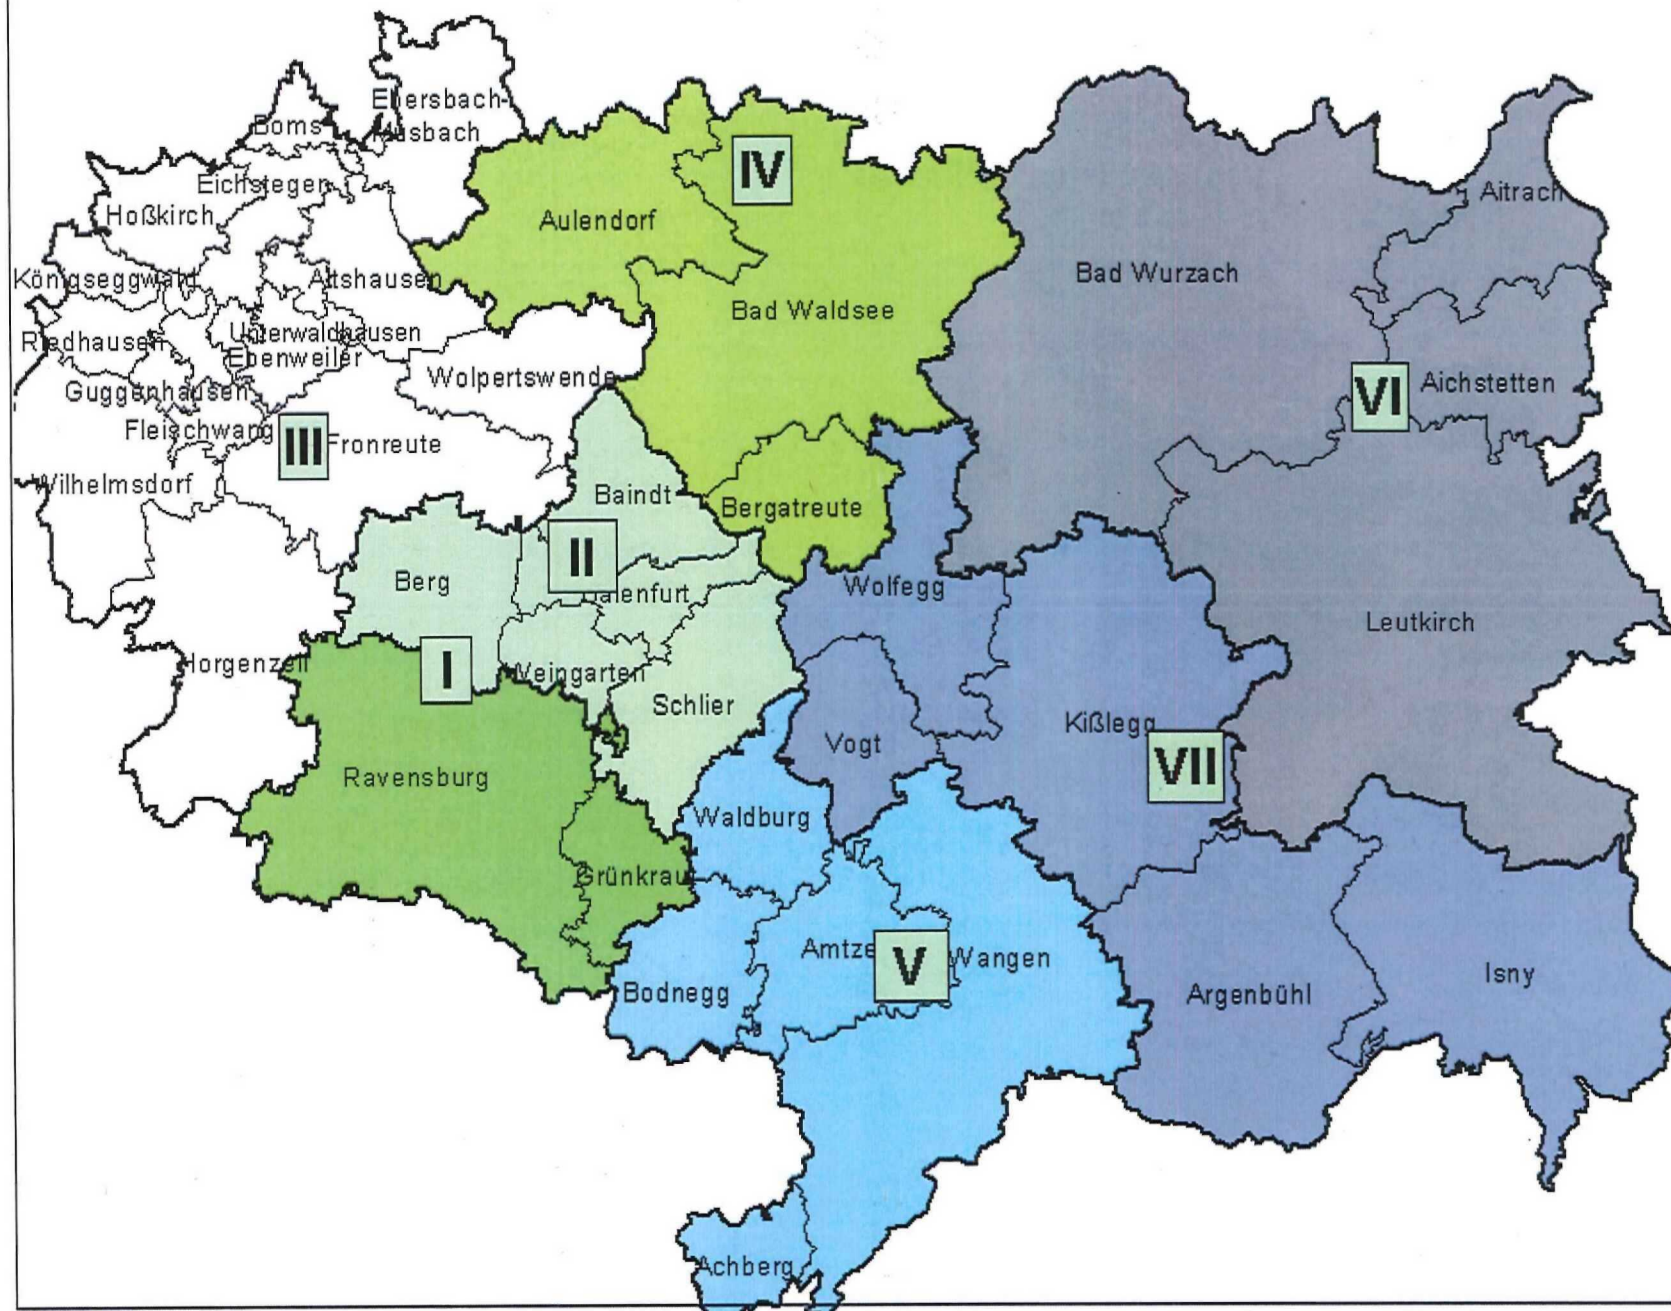 Ebersbach-
Musbach
Boms
IV
Eichstegen
Aitrach
Hoßkirch
Aulendorf
Königseggwald
Altshausen
Bad Wurzach
Bad Waldsee
Riedhausen
Unterwaldhausen
Ebenweiler
Wolpertswende
VI
Aichstetten
Guggenhausen
Fleischwang
III
Fronreute
Wilhelmsdorf
Baindt
Bergatreute
II
Berg
Wolfegg
alenfurt
Leutkirch
Horgenzell
I
Weingarten
Schlier
Kißlegg
Vogt
VII
Ravensburg
Waldburg
Grünkraut
Amtze
V
Wangen
Bodnegg
Argenbühl
Isny
Achberg